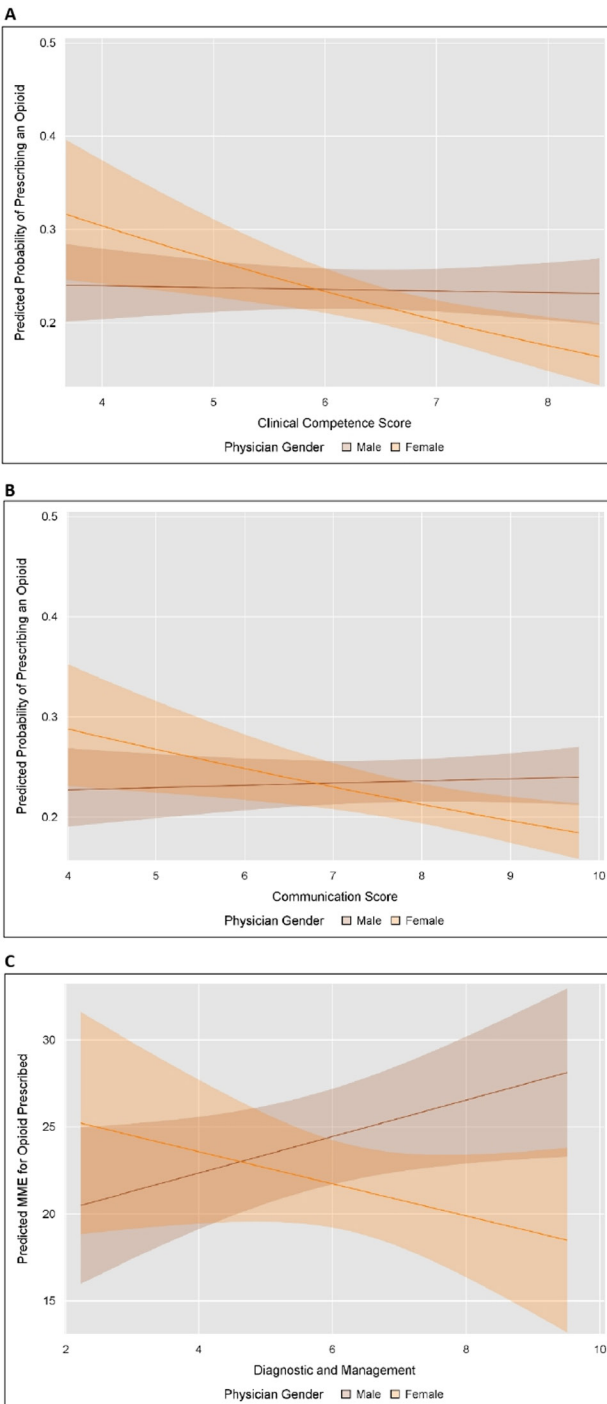 A
Predicted Probability of Prescribing an Opioid
0.5
0.4
0.3
0.2
4 5 6 7 8
Clinical Competence Score
Physician Gender Male Female
B
Predicted Probability of Prescribing an Opioid
0.5
0.4
0.3
0.2
4 5 6 7 8 9 10
Communication Score
Physician Gender Male Female
C
Predicted MME for Opioid Prescribed
30
25
20
15
2 4 6 8 10
Diagnostic and Management
Physician Gender Male Female